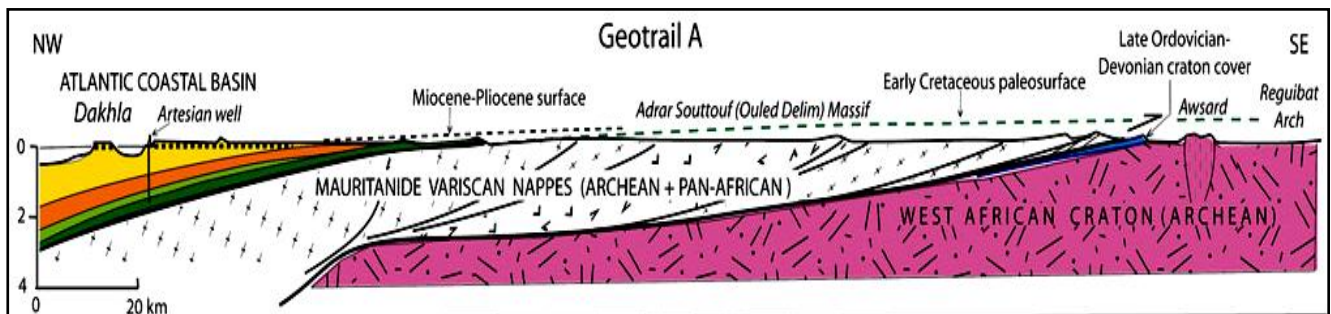 Geotrail A
NW
SE
ATLANTIC COASTAL BASIN
Dakhla
Artesian well
Miocene-Pliocene surface
Adrar Souttouf (Ouled Delim) Massif
Early Cretaceous paleosurface
Late Ordovician-
Devonian craton cover
Awsard
Reguibat
Arch
0
MAURITANIDE VARISCAN NAPPES (ARCHEAN + PAN-AFRICAN)
2
WEST AFRICAN CRATON (ARCHEAN)
4
0
20 km